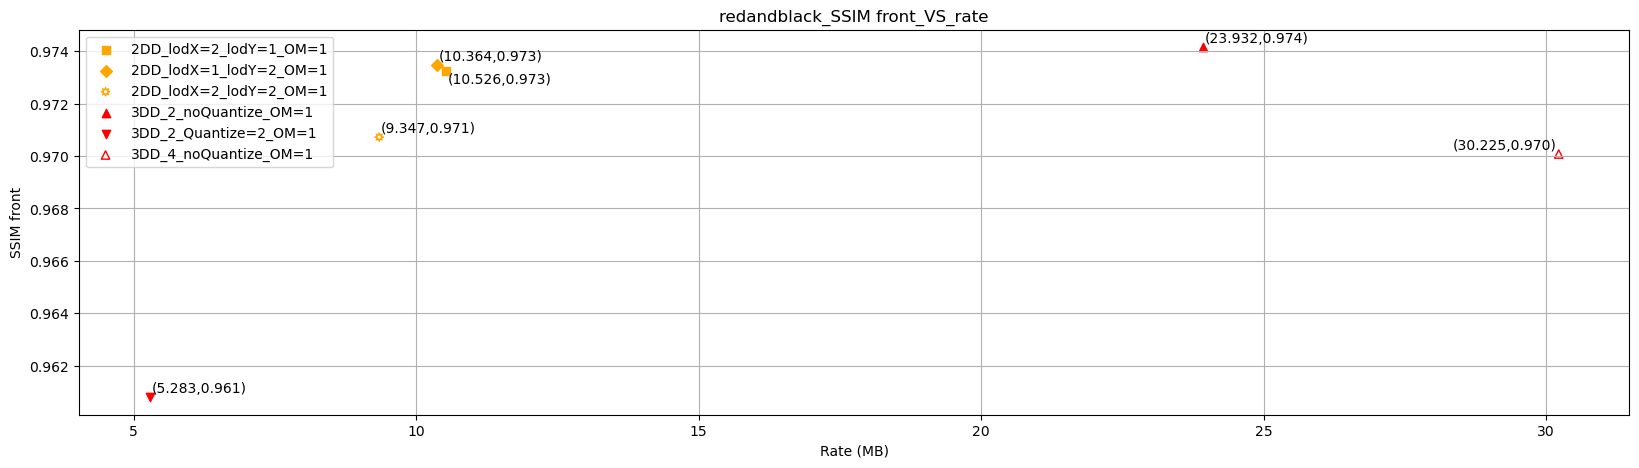 redandblack_SSIM front_VS_rate
0.974
0.972
0.970
0.968
0.966
0.964
0.962
SSIM front
2DD_lodX=2_lodY=1_OM=1
2DD_lodX=1_lodY=2_OM=1
2DD_lodX=2_lodY=2_OM=1
3DD_2_noQuantize_OM=1
3DD_2_Quantize=2_OM=1
3DD_4_noQuantize_OM=1
(10.364,0.973)
(10.526,0.973)
(9.347,0.971)
(23.932,0.974)
(30.225,0.970)
(5.283,0.961)
5
10
15
20
25
30
Rate (MB)